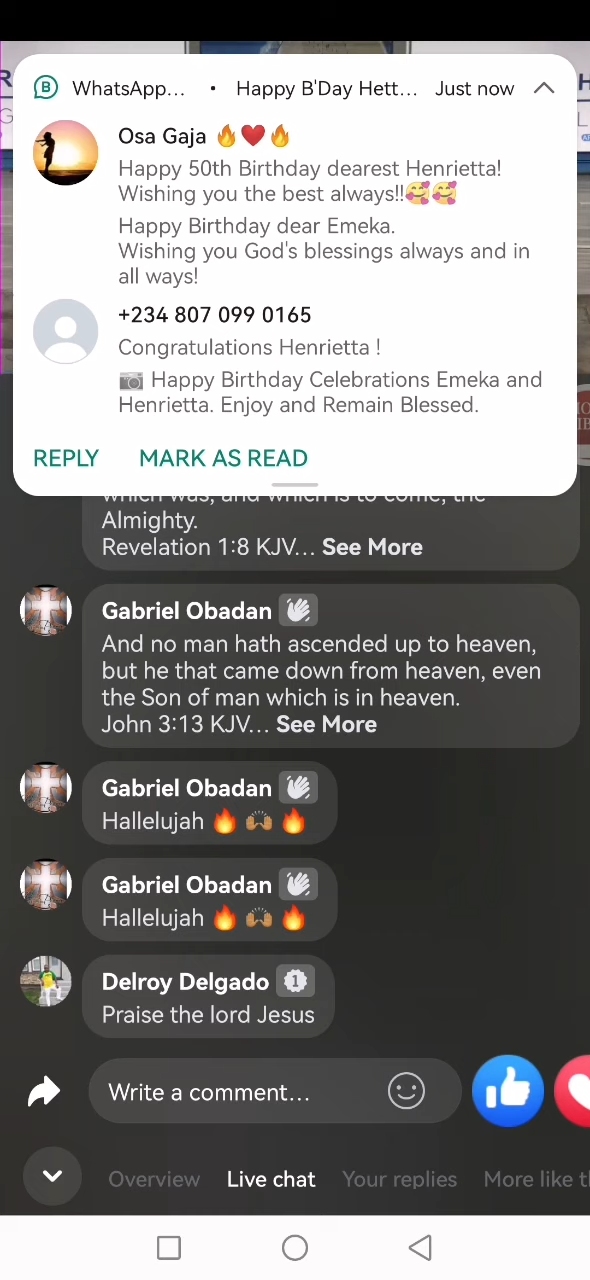 WhatsApp... • Happy B'Day Hett... Just now
Osa Gaja 🔥❤️🔥
Happy 50th Birthday dearest Henrietta!
Wishing you the best always!!🥰🥰
Happy Birthday dear Emeka.
Wishing you God's blessings always and in
all ways!
+234 807 099 0165
Congratulations Henrietta !
📷 Happy Birthday Celebrations Emeka and
Henrietta. Enjoy and Remain Blessed.
REPLY MARK AS READ
which was, and which is to come, the
Almighty.
Revelation 1:8 KJV... See More
Gabriel Obadan 👋
And no man hath ascended up to heaven,
but he that came down from heaven, even
the Son of man which is in heaven.
John 3:13 KJV... See More
Gabriel Obadan 👋
Hallelujah 🔥 🙌🏽 🔥
Gabriel Obadan 👋
Hallelujah 🔥 🙌🏽 🔥
Delroy Delgado 1
Praise the lord Jesus
Write a comment...
Overview Live chat Your replies More like